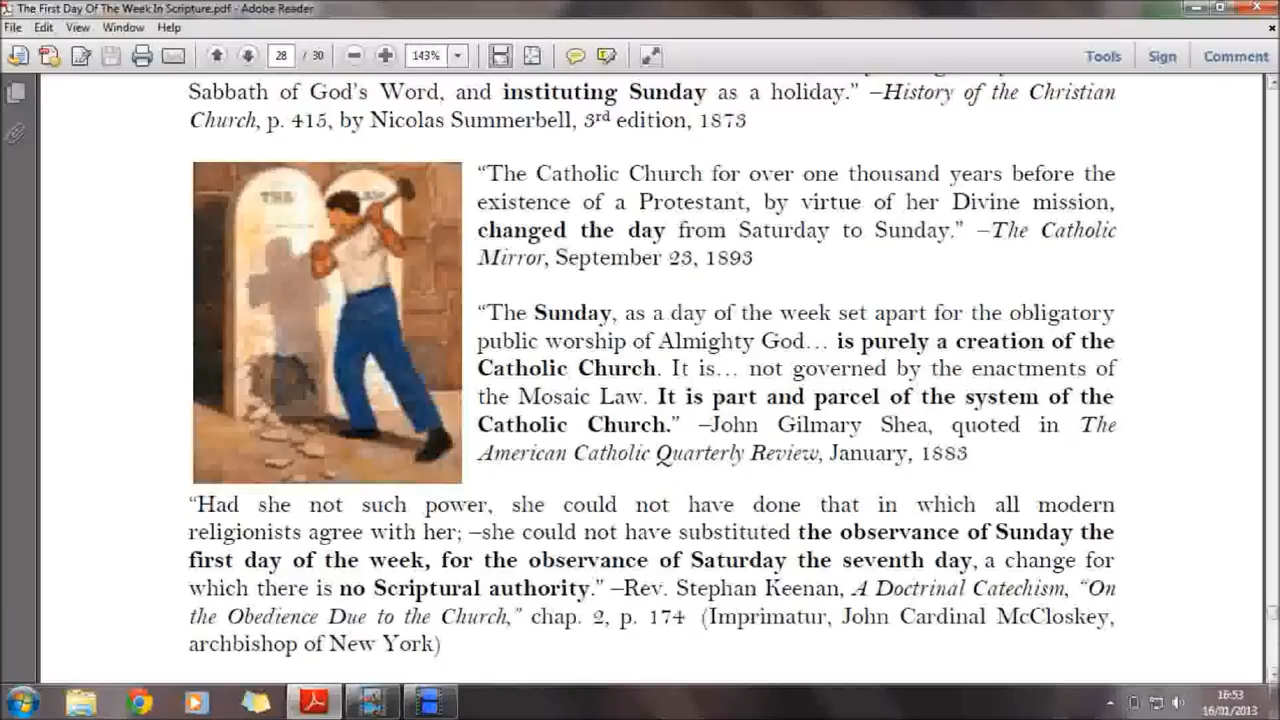 The First Day Of The Week In Scripture.pdf - Adobe Reader
File Edit View Window Help
28 / 30 143% Tools Sign Comment
Sabbath of God's Word, and instituting Sunday as a holiday.” –History of the Christian
Church, p. 415, by Nicolas Summerbell, 3rd edition, 1873
THE
“The Catholic Church for over one thousand years before the
existence of a Protestant, by virtue of her Divine mission,
changed the day from Saturday to Sunday.” –The Catholic
Mirror, September 23, 1893
“The Sunday, as a day of the week set apart for the obligatory
public worship of Almighty God… is purely a creation of the
Catholic Church. It is… not governed by the enactments of
the Mosaic Law. It is part and parcel of the system of the
Catholic Church.” –John Gilmary Shea, quoted in The
American Catholic Quarterly Review, January, 1883
“Had she not such power, she could not have done that in which all modern
religionists agree with her; –she could not have substituted the observance of Sunday the
first day of the week, for the observance of Saturday the seventh day, a change for
which there is no Scriptural authority.” –Rev. Stephan Keenan, A Doctrinal Catechism, “On
the Obedience Due to the Church,” chap. 2, p. 174 (Imprimatur, John Cardinal McCloskey,
archbishop of New York)
16:53
16/01/2013